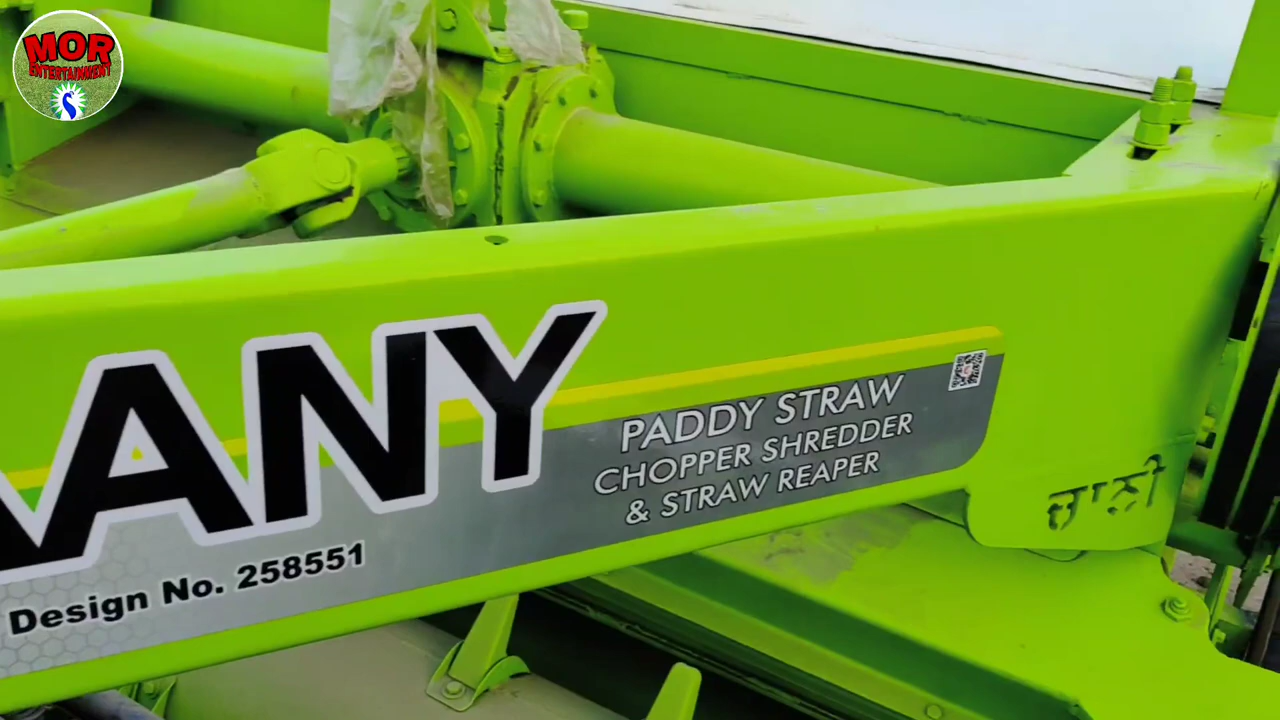 MOR
ENTERTAINMENT
ANY
PADDY STRAW
CHOPPER SHREDDER
& STRAW REAPER
Design No. 258551